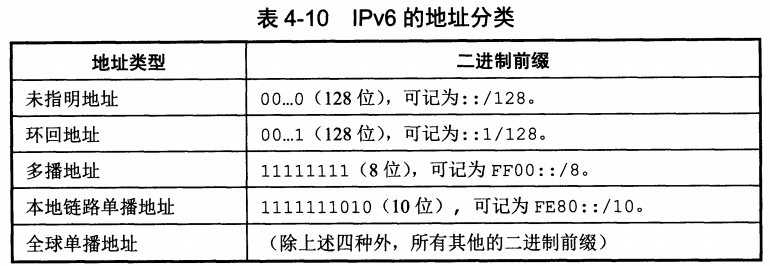 表 4-10 IPv6 的地址分类
地址类型 二进制前缀
未指明地址 00…0（128 位），可记为::/128。
环回地址 00…1（128 位），可记为::1/128。
多播地址 11111111（8 位），可记为 FF00::/8。
本地链路单播地址 1111111010（10 位）, 可记为 FE80::/10。
全球单播地址 （除上述四种外，所有其他的二进制前缀）